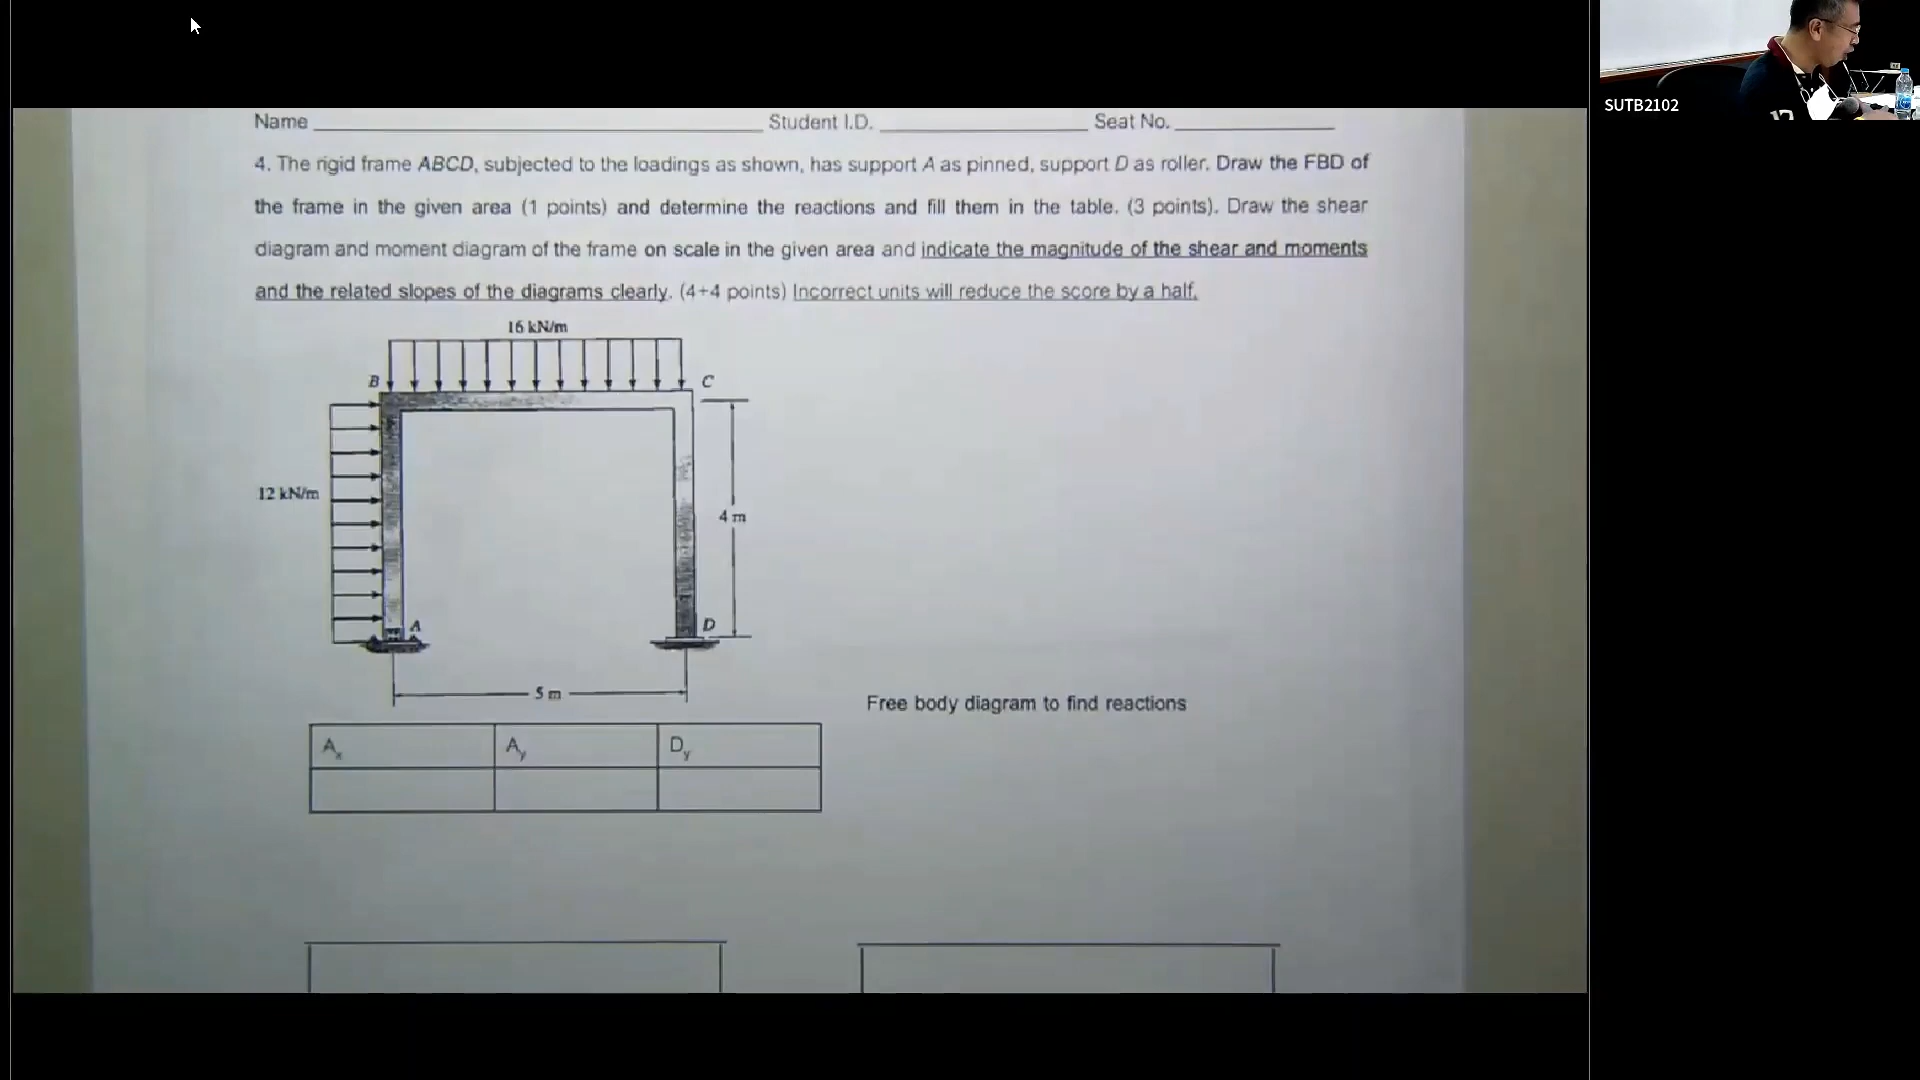 SUTB2102
Name Student I.D. Seat No.
4. The rigid frame ABCD, subjected to the loadings as shown, has support A as pinned, support D as roller. Draw the FBD of
the frame in the given area (1 points) and determine the reactions and fill them in the table. (3 points). Draw the shear
diagram and moment diagram of the frame on scale in the given area and indicate the magnitude of the shear and moments
and the related slopes of the diagrams clearly. (4+4 points) Incorrect units will reduce the score by a half.
16 kN/m
B C
12 kN/m
4 m
A D
5 m
Free body diagram to find reactions
Ax Ay Dy